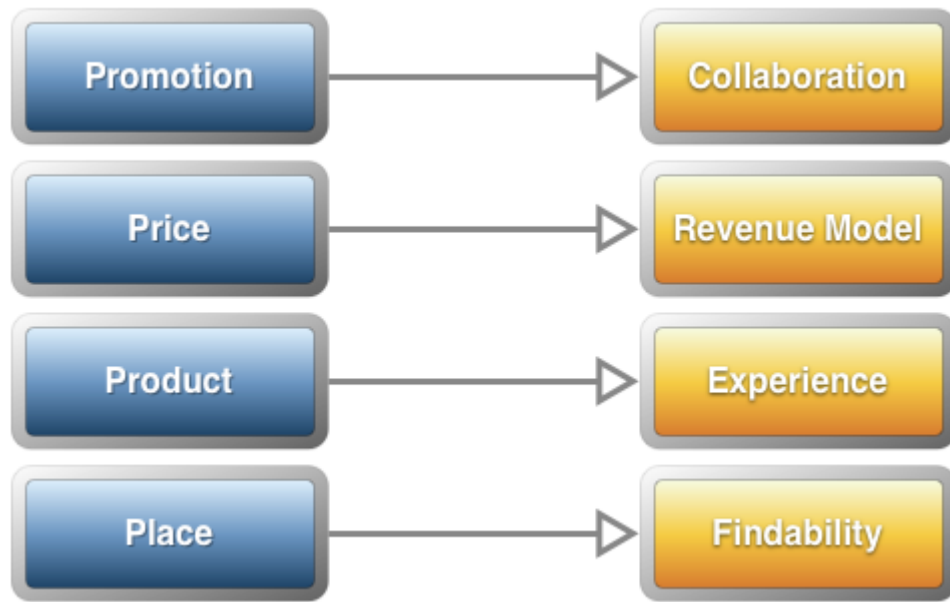 Promotion
Collaboration
Price
Revenue Model
Product
Experience
Place
Findability